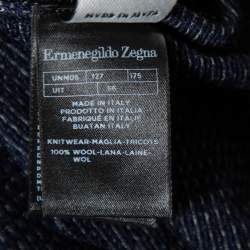 Ermenegildo Zegna
UNM06 127 175
UIT 56
MADE IN ITALY
PRODOTTO IN ITALIA
FABRIQUÉ EN ITALIE
BUATAN ITALY
KNITWEAR-MAGLIA-TRICOTS
100% WOOL-LANA-LAINE-
WOL